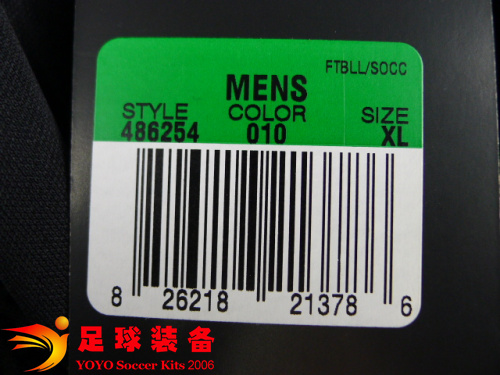 FTBLL/SOCC
MENS
STYLE COLOR SIZE
486254 010 XL
8 26218 21378 6
足球装备
YOYO Soccer Kits 2006